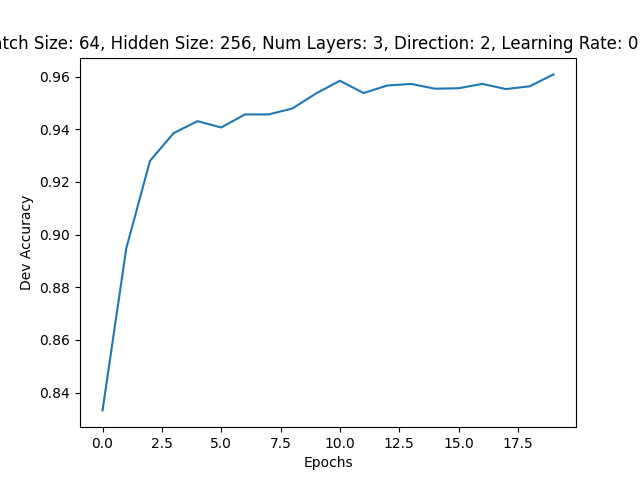 tch Size: 64, Hidden Size: 256, Num Layers: 3, Direction: 2, Learning Rate: 0
0.96
0.94
0.92
0.90
0.88
0.86
0.84
Dev Accuracy
0.0 2.5 5.0 7.5 10.0 12.5 15.0 17.5
Epochs